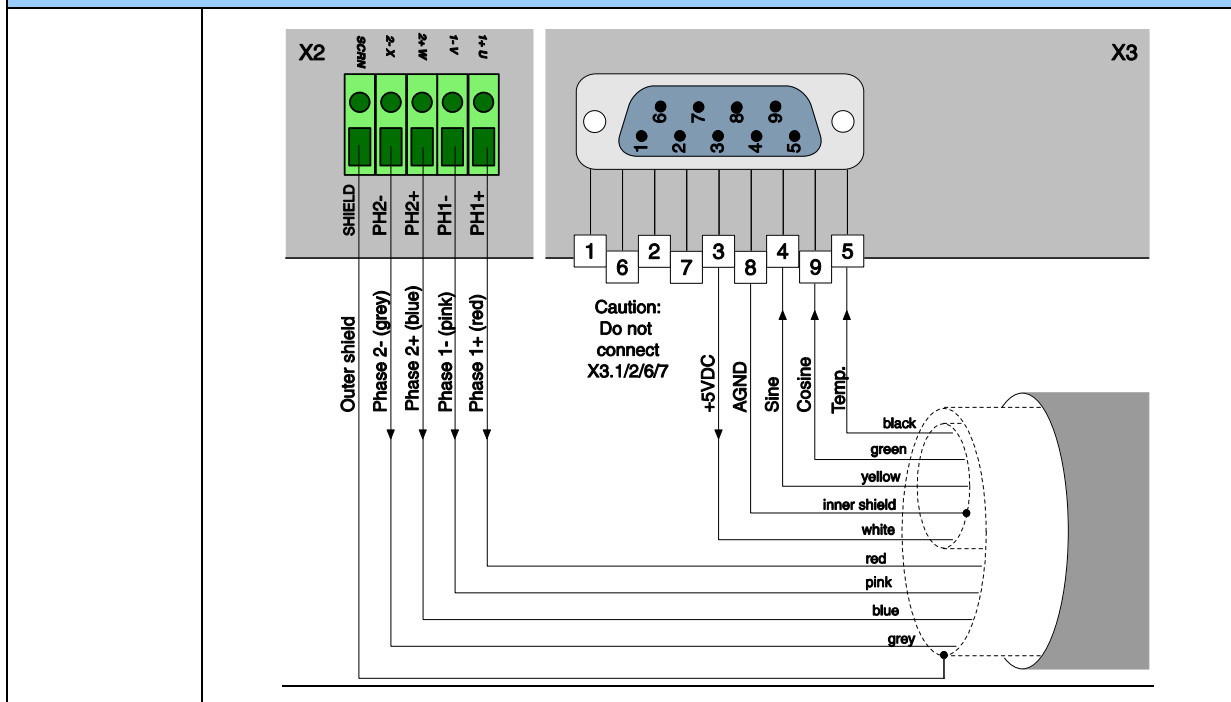 X2
SCRN
2- X
2+ W
1- V
1+ U
X3
6
7
8
9
1
2
3
4
5
SHIELD
PH2-
PH2+
PH1-
PH1+
1
6
2
7
3
8
4
9
5
Caution:
Do not
connect
X3.1/2/6/7
Outer shield
Phase 2- (grey)
Phase 2+ (blue)
Phase 1- (pink)
Phase 1+ (red)
+5VDC
AGND
Sine
Cosine
Temp.
black
green
yellow
inner shield
white
red
pink
blue
grey